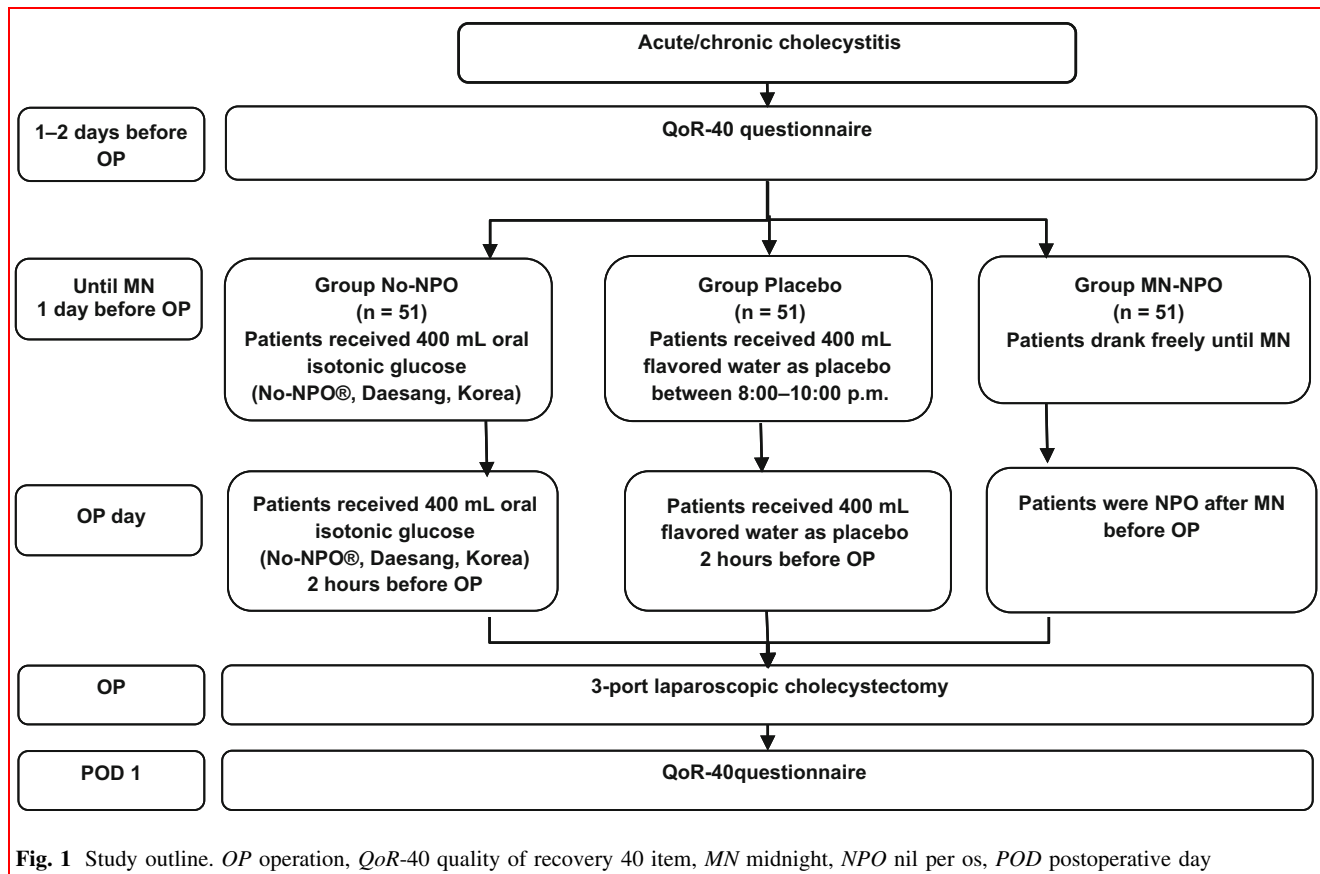 Acute/chronic cholecystitis
1–2 days before
OP
QoR-40 questionnaire
Until MN
1 day before OP
Group No-NPO
(n = 51)
Patients received 400 mL oral
isotonic glucose
(No-NPO®, Daesang, Korea)
Group Placebo
(n = 51)
Patients received 400 mL
flavored water as placebo
between 8:00–10:00 p.m.
Group MN-NPO
(n = 51)
Patients drank freely until MN
OP day
Patients received 400 mL oral
isotonic glucose
(No-NPO®, Daesang, Korea)
2 hours before OP
Patients received 400 mL
flavored water as placebo
2 hours before OP
Patients were NPO after MN
before OP
OP
3-port laparoscopic cholecystectomy
POD 1
QoR-40questionnaire
Fig. 1 Study outline. OP operation, QoR-40 quality of recovery 40 item, MN midnight, NPO nil per os, POD postoperative day